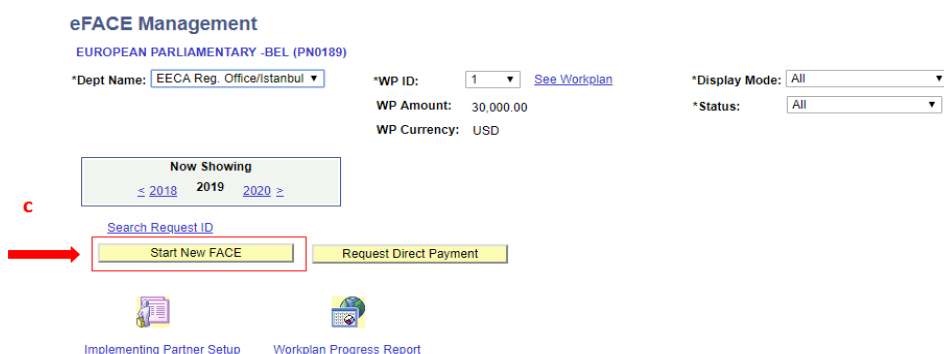 eFACE Management
EUROPEAN PARLIAMENTARY -BEL (PN0189)
*Dept Name: EECA Reg. Office/Istanbul *WP ID: 1 See Workplan *Display Mode: All
WP Amount: 30,000.00 *Status: All
WP Currency: USD
Now Showing
< 2018 2019 2020 >
c
Search Request ID
Start New FACE Request Direct Payment
Implementing Partner Setup Workplan Progress Report